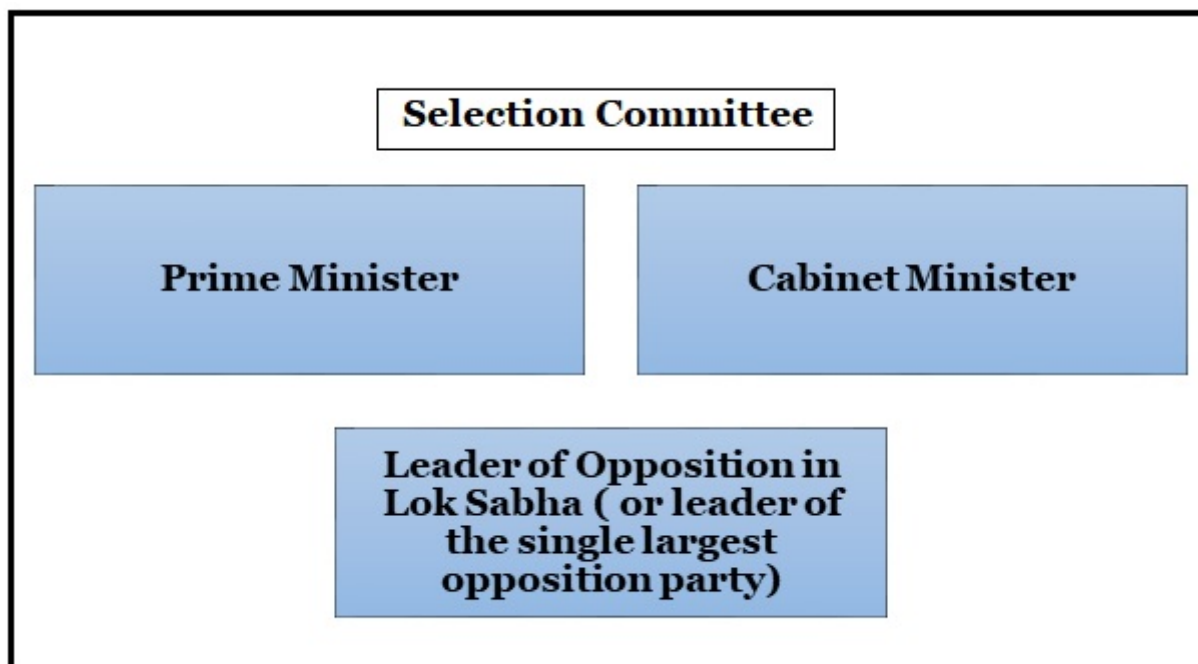 Selection Committee
Prime Minister
Cabinet Minister
Leader of Opposition in
Lok Sabha ( or leader of
the single largest
opposition party)